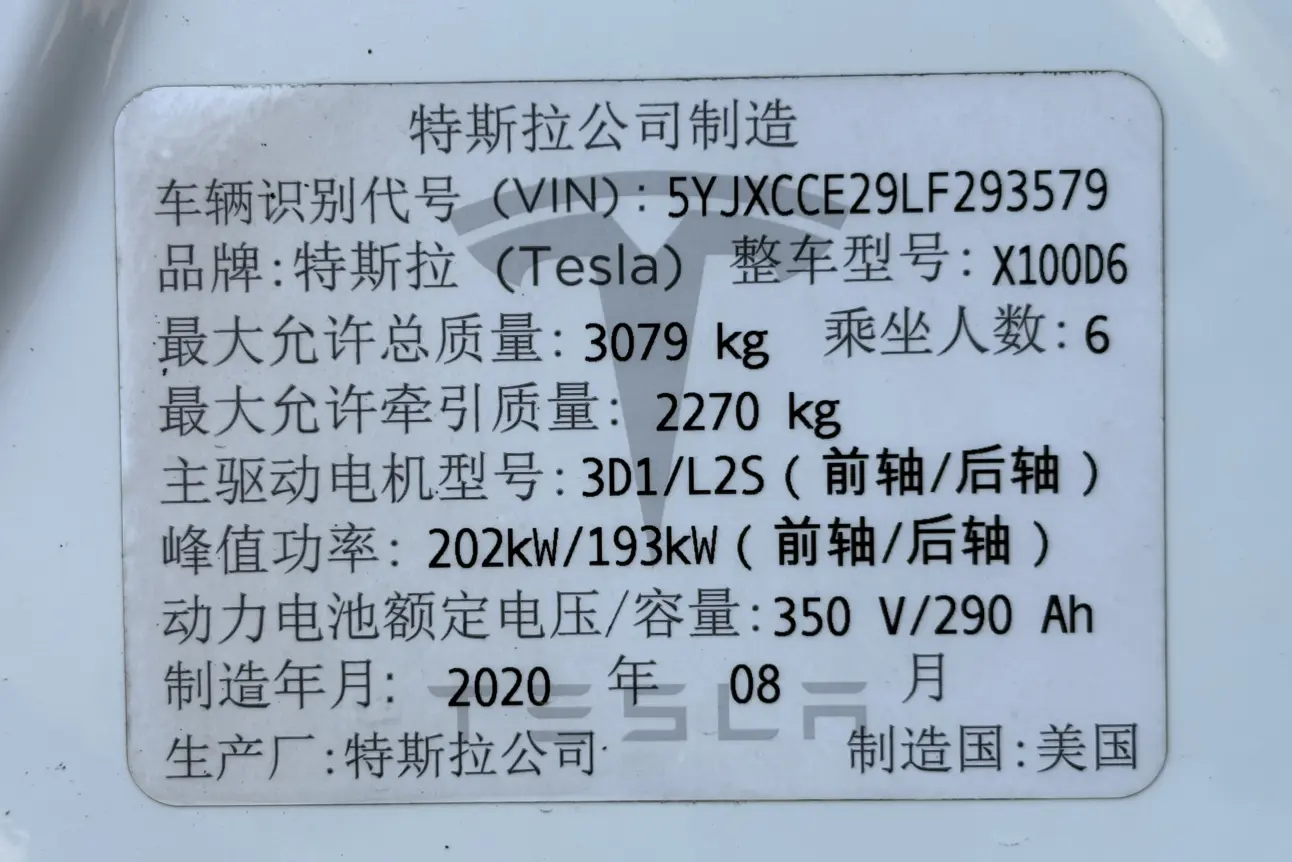 特斯拉公司制造
车辆识别代号 (VIN): 5YJXCCE29LF293579
品牌:特斯拉 (Tesla) 整车型号: X100D6
最大允许总质量: 3079 kg 乘坐人数: 6
最大允许牵引质量: 2270 kg
主驱动电机型号: 3D1/L2S ( 前轴/后轴 )
峰值功率: 202kW/193kW ( 前轴/后轴 )
动力电池额定电压/容量:350 V/290 Ah
制造年月: 2020 年 08 月
TESLA
生产厂:特斯拉公司 制造国:美国